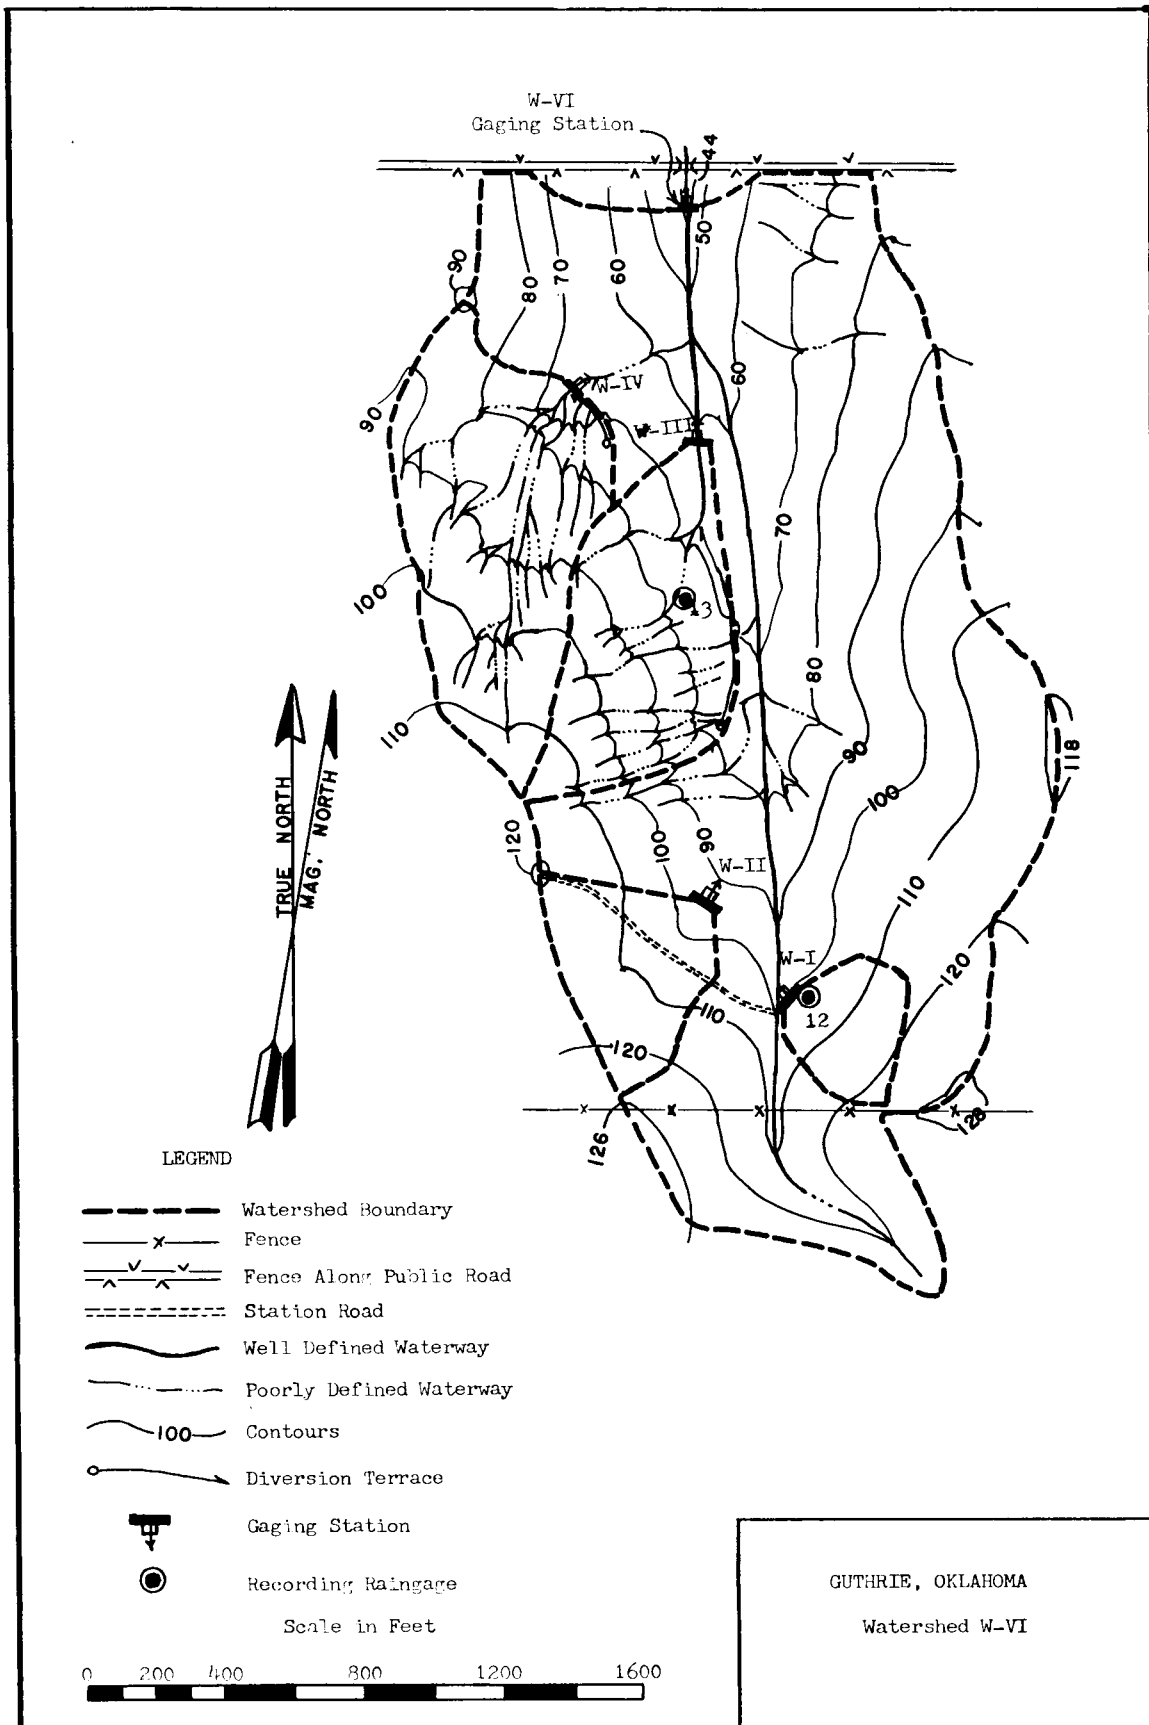 W-VI
Gaging Station
44
50
90
80
70
60
60
W-IV
90
W-III
70
13
100
80
110
118
90
100
TRUE NORTH
MAG. NORTH
120
100
90
W-II
110
W-I
120
12
110
120
126
128
LEGEND
Watershed Boundary
Fence
Fence Along Public Road
Station Road
Well Defined Waterway
Poorly Defined Waterway
100 Contours
Diversion Terrace
Gaging Station
Recording Raingage
Scale in Feet
0 200 400 800 1200 1600
GUTHRIE, OKLAHOMA
Watershed W-VI